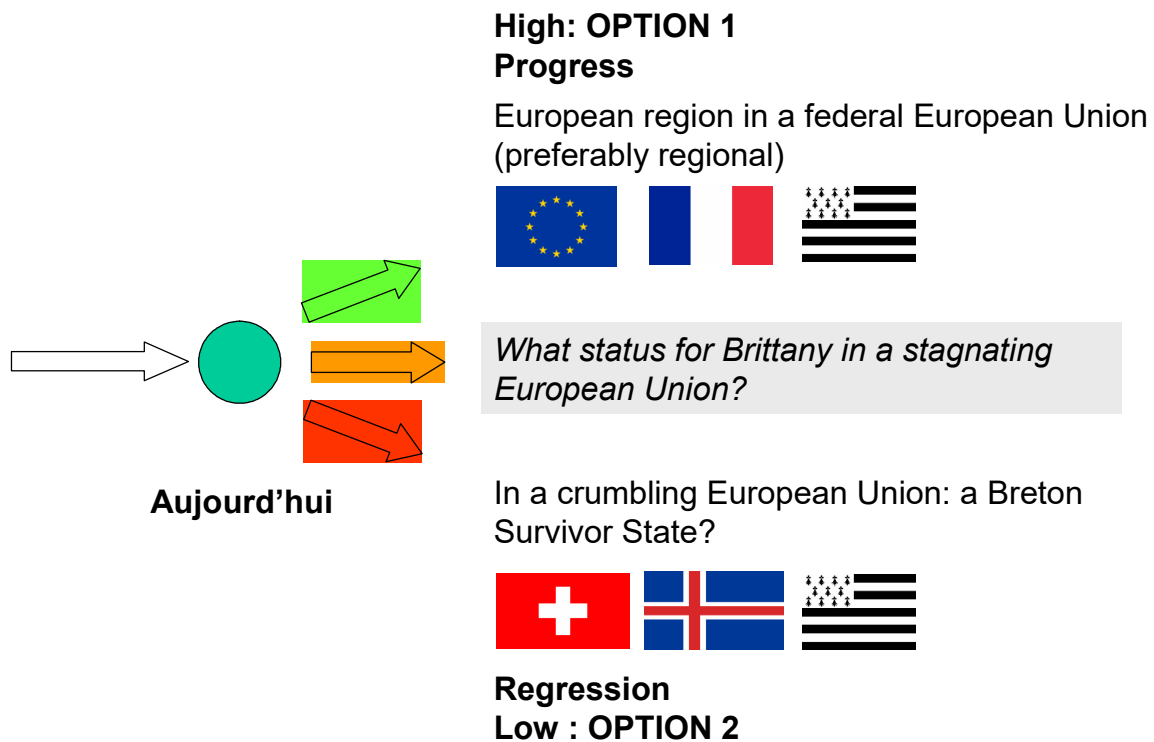 High: OPTION 1
Progress
European region in a federal European Union
(preferably regional)
What status for Brittany in a stagnating
European Union?
Aujourd’hui
In a crumbling European Union: a Breton
Survivor State?
Regression
Low : OPTION 2